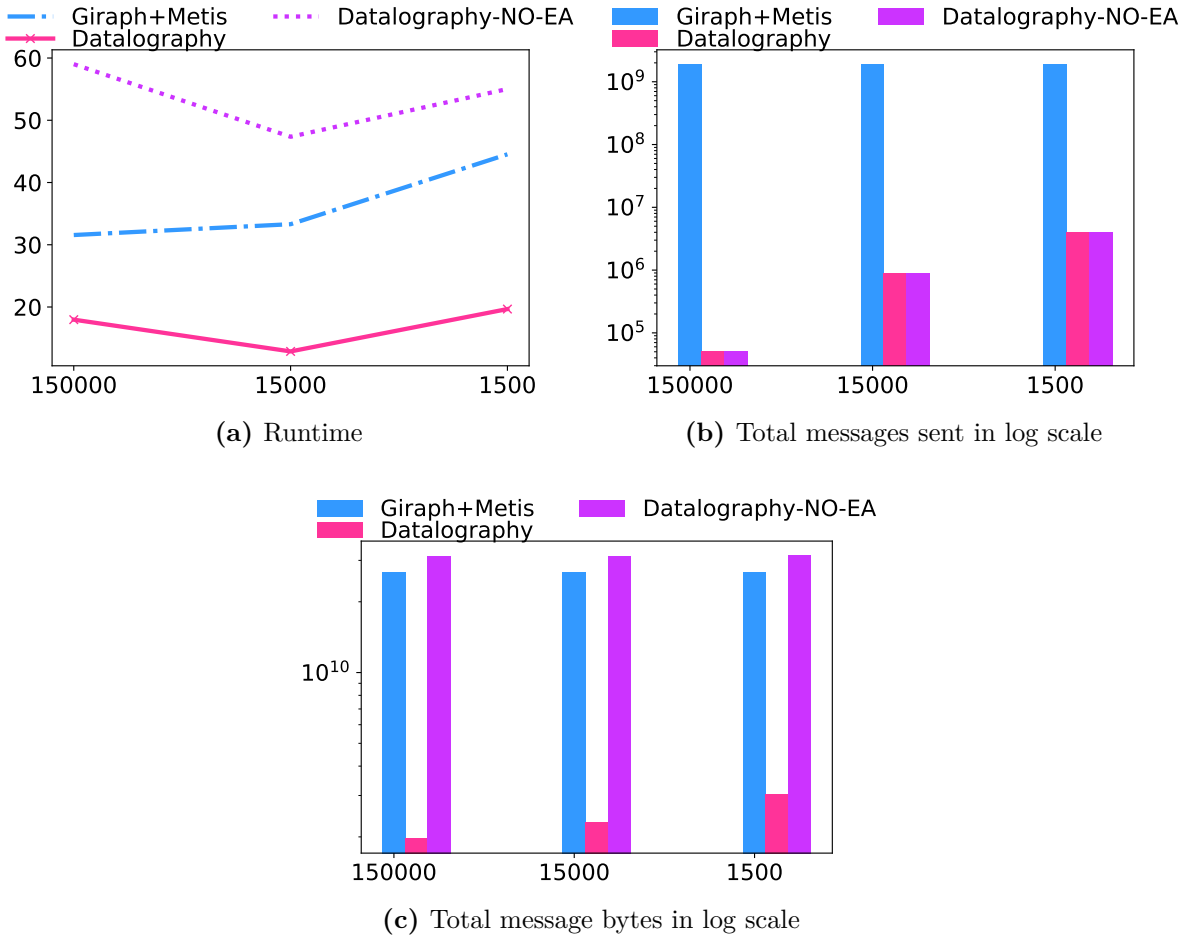 Giraph+Metis Datalography-NO-EA
Datalography
60
50
40
30
20
150000 15000 1500
(a) Runtime
Giraph+Metis Datalography-NO-EA
Datalography
10^9
10^8
10^7
10^6
10^5
150000 15000 1500
(b) Total messages sent in log scale
Giraph+Metis Datalography-NO-EA
Datalography
10^10
150000 15000 1500
(c) Total message bytes in log scale